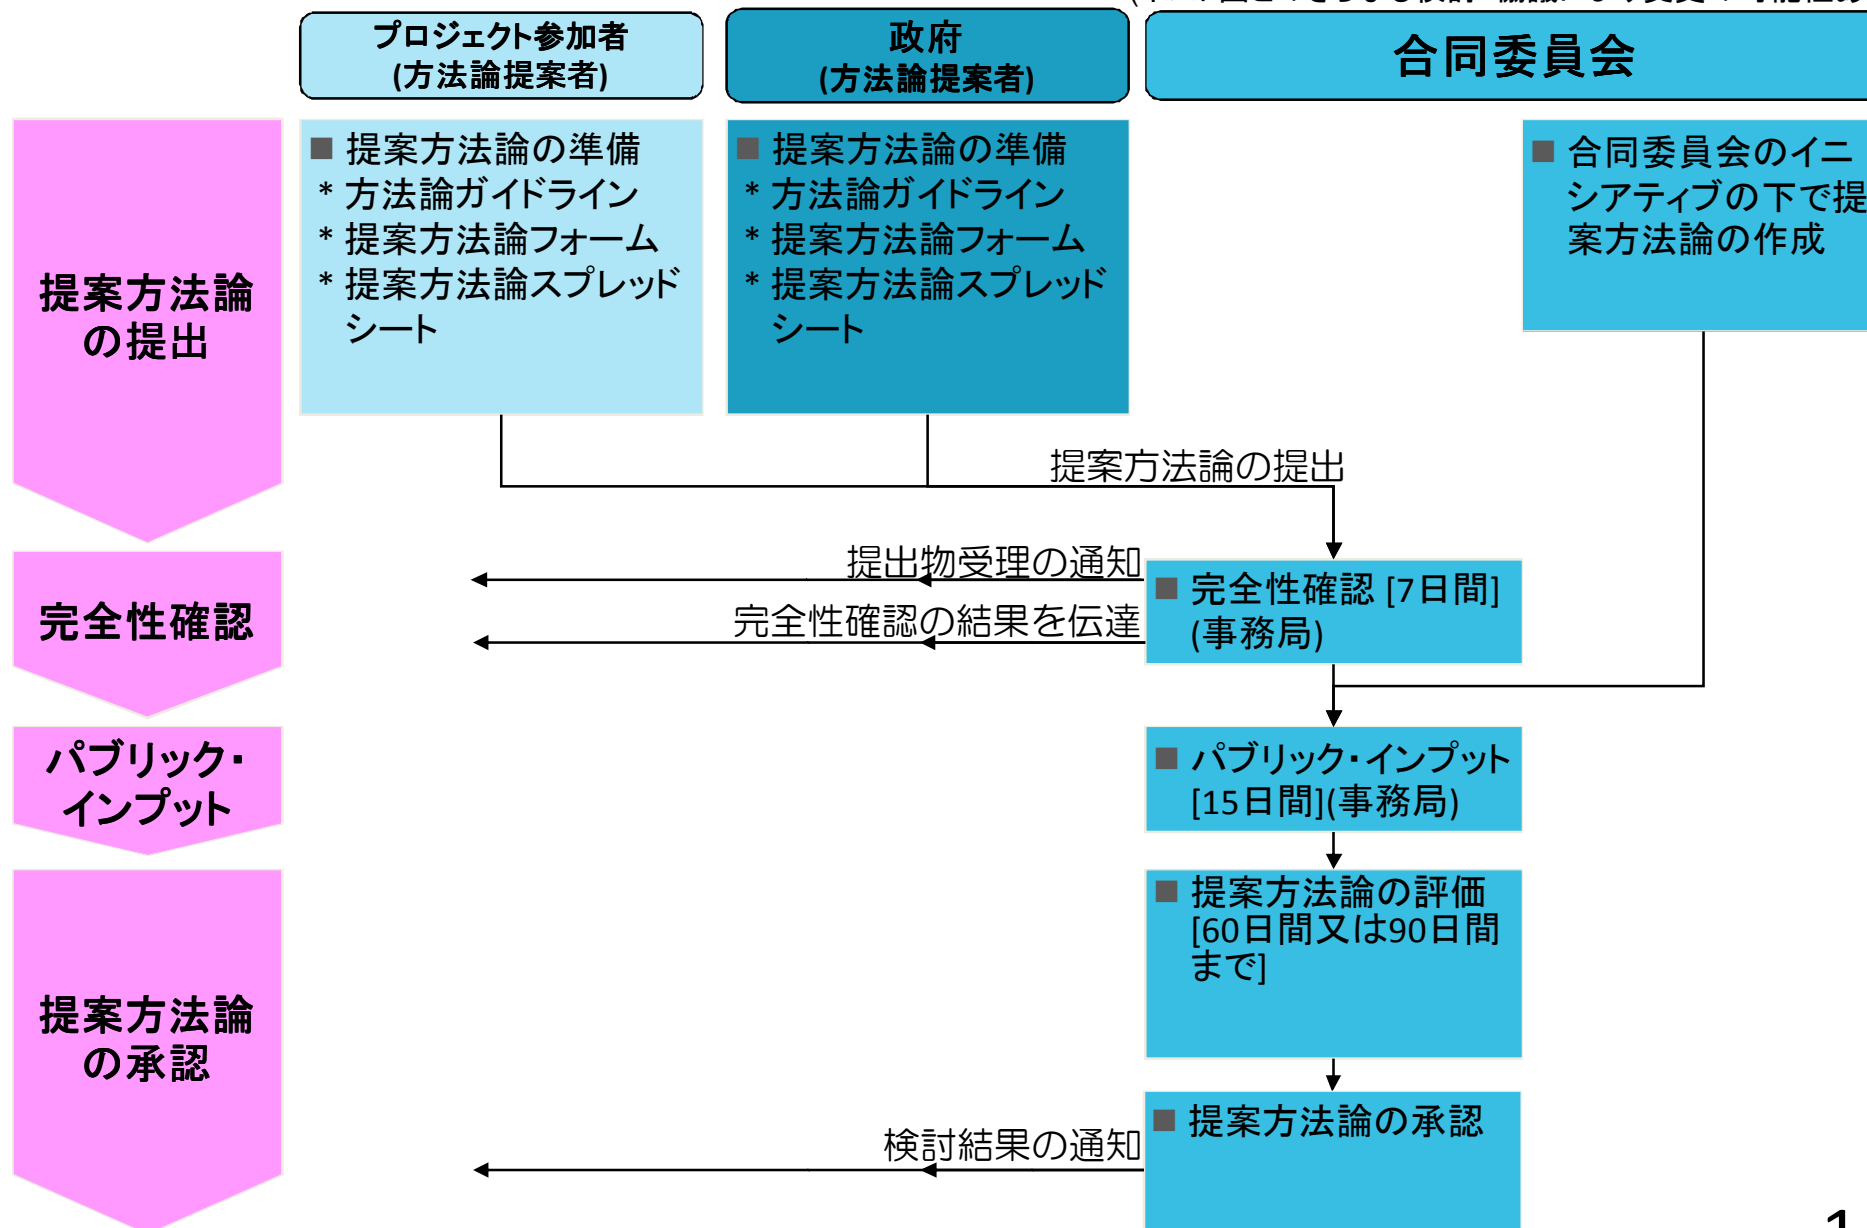 プロジェクト参加者
(方法論提案者)
政府
(方法論提案者)
合同委員会
提案方法論
の提出
■ 提案方法論の準備
* 方法論ガイドライン
* 提案方法論フォーム
* 提案方法論スプレッド
シート
■ 提案方法論の準備
* 方法論ガイドライン
* 提案方法論フォーム
* 提案方法論スプレッド
シート
■ 合同委員会のイニ
シアティブの下で提
案方法論の作成
提案方法論の提出
完全性確認
提出物受理の通知
完全性確認の結果を伝達
■ 完全性確認 [7日間]
(事務局)
パブリック・
インプット
■ パブリック・インプット
[15日間](事務局)
提案方法論
の承認
■ 提案方法論の評価
[60日間又は90日間
まで]
■ 提案方法論の承認
検討結果の通知